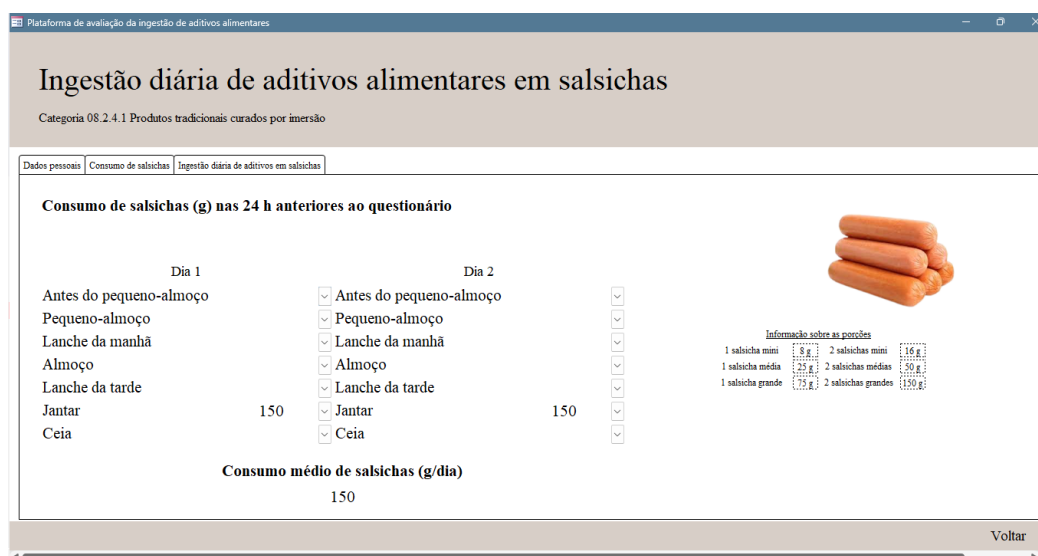 Plataforma de avaliação da ingestão de aditivos alimentares
Ingestão diária de aditivos alimentares em salsichas
Categoria 08.2.4.1 Produtos tradicionais curados por imersão
Dados pessoais Consumo de salsichas Ingestão diária de aditivos em salsichas
Consumo de salsichas (g) nas 24 h anteriores ao questionário
Dia 1 Dia 2
Antes do pequeno-almoço Antes do pequeno-almoço
Pequeno-almoço Pequeno-almoço
Lanche da manhã Lanche da manhã
Almoço Almoço
Lanche da tarde Lanche da tarde
Jantar 150 Jantar 150
Ceia Ceia
Consumo médio de salsichas (g/dia)
150
Informação sobre as porções
1 salsicha mini 8 g 2 salsichas mini 16 g
1 salsicha média 25 g 2 salsichas médias 50 g
1 salsicha grande 75 g 2 salsichas grandes 150 g
Voltar